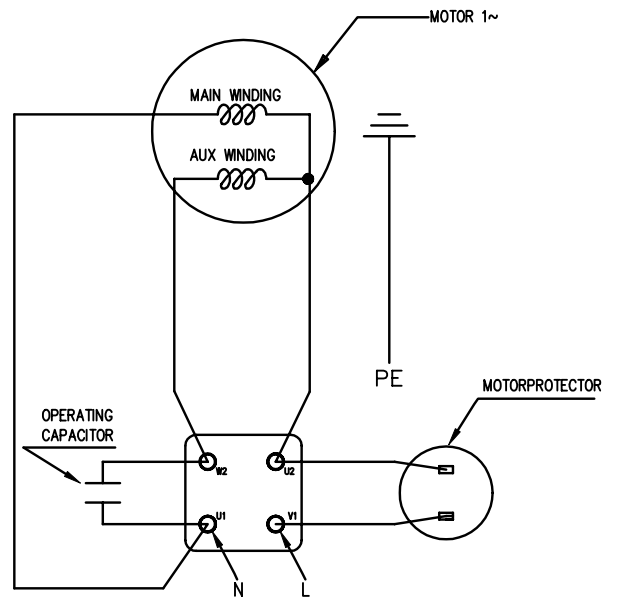 MOTOR 1~
MAIN WINDING
AUX WINDING
PE
MOTORPROTECTOR
OPERATING
CAPACITOR
W2
U2
U1
V1
N
L